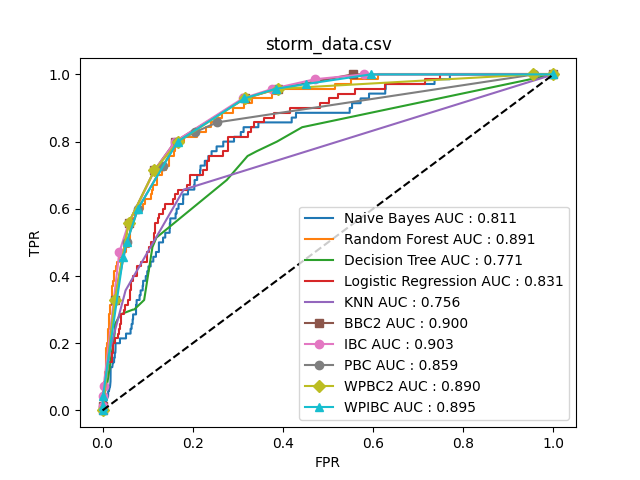 storm_data.csv
1.0
0.8
0.6
0.4
0.2
0.0
TPR
Naive Bayes AUC : 0.811
Random Forest AUC : 0.891
Decision Tree AUC : 0.771
Logistic Regression AUC : 0.831
KNN AUC : 0.756
BBC2 AUC : 0.900
IBC AUC : 0.903
PBC AUC : 0.859
WPBC2 AUC : 0.890
WPIBC AUC : 0.895
0.0 0.2 0.4 0.6 0.8 1.0
FPR